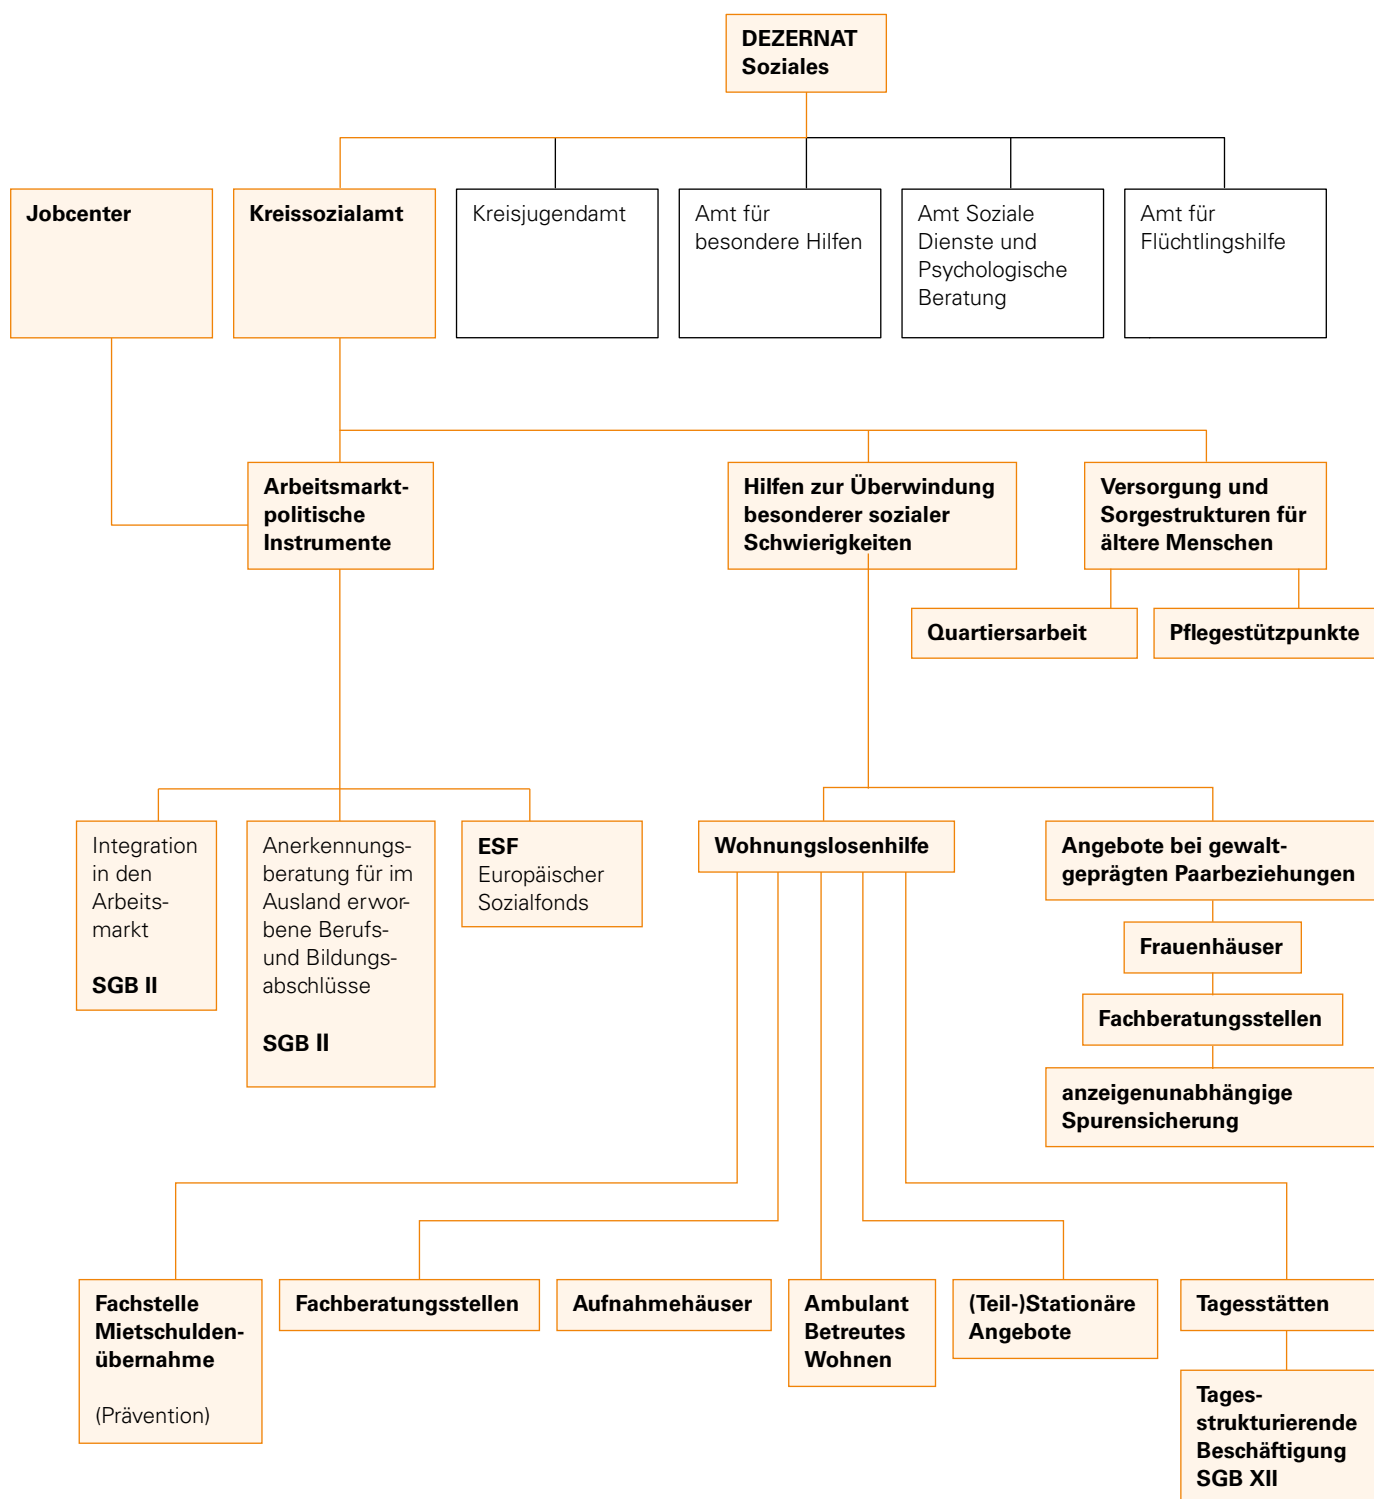 DEZERNAT
Soziales
Jobcenter
Kreissozialamt
Kreisjugendamt
Amt für
besondere Hilfen
Amt Soziale
Dienste und
Psychologische
Beratung
Amt für
Flüchtlingshilfe
Arbeitsmarkt-
politische
Instrumente
Hilfen zur Überwindung
besonderer sozialer
Schwierigkeiten
Versorgung und
Sorgestrukturen für
ältere Menschen
Quartiersarbeit
Pflegestützpunkte
Integration
in den
Arbeits-
markt
SGB II
Anerkennungs-
beratung für im
Ausland erwor-
bene Berufs-
und Bildungs-
abschlüsse
SGB II
ESF
Europäischer
Sozialfonds
Wohnungslosenhilfe
Angebote bei gewalt-
geprägten Paarbeziehungen
Frauenhäuser
Fachberatungsstellen
anzeigenunabhängige
Spurensicherung
Fachstelle
Mietschulden-
übernahme
(Prävention)
Fachberatungsstellen
Aufnahmehäuser
Ambulant
Betreutes
Wohnen
(Teil-)Stationäre
Angebote
Tagesstätten
Tages-
strukturierende
Beschäftigung
SGB XII